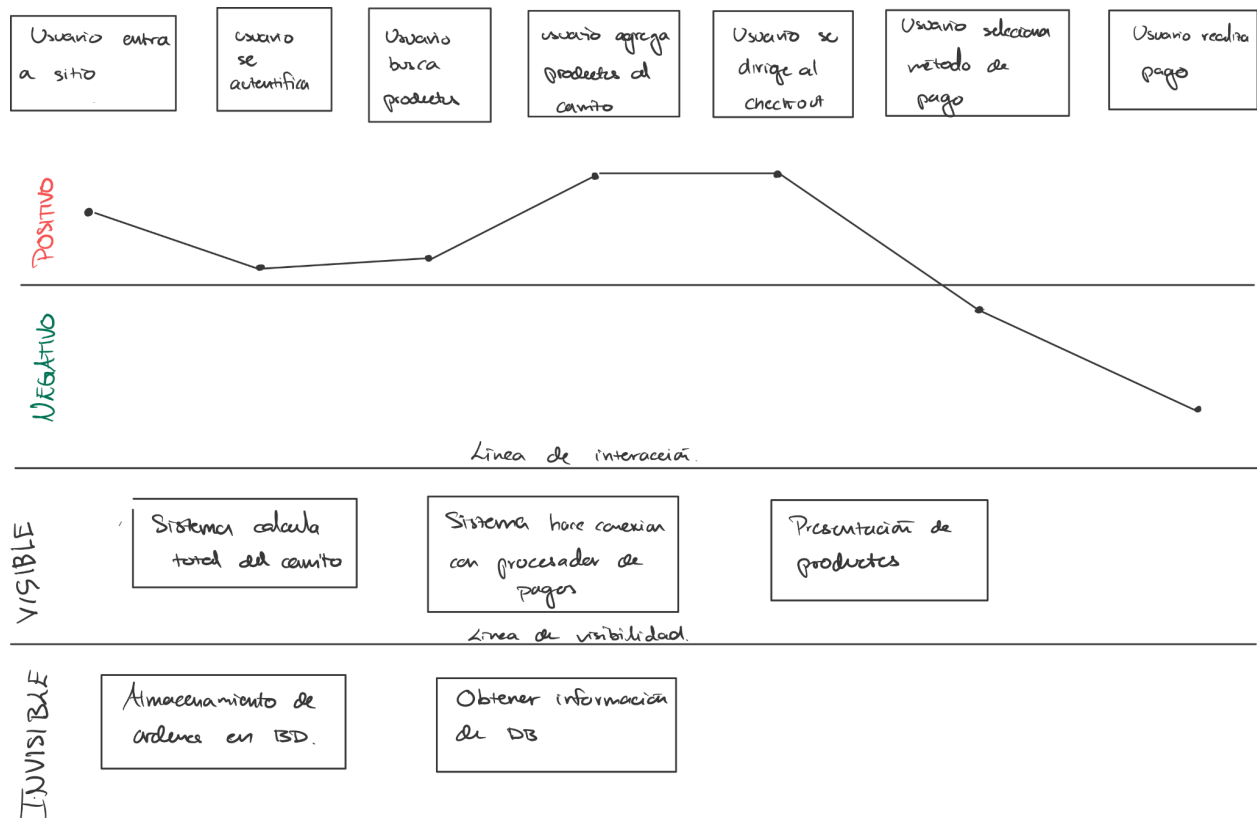 Usuario entra
a sitio
usuario
se
autentifica
Usuario
busca
productos
usuario agrega
productos al
carrito
Usuario se
dirige al
checkout
Usuario selecciona
método de
pago
Usuario realiza
pago
POSITIVO
NEGATIVO
Línea de interacción.
VISIBLE
Sistema calcula
total del carrito
Sistema hace conexión
con procesador de
pagos
Presentación de
productos
Línea de visibilidad.
INVISIBLE
Almacenamiento de
ordenes en BD.
Obtener información
de DB